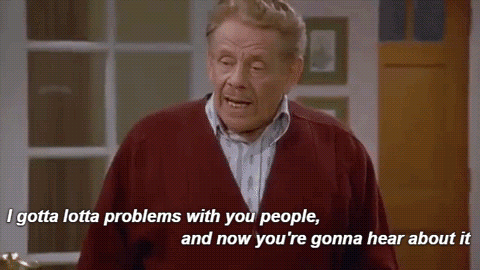 I gotta lotta problems with you people,
and now you're gonna hear about it